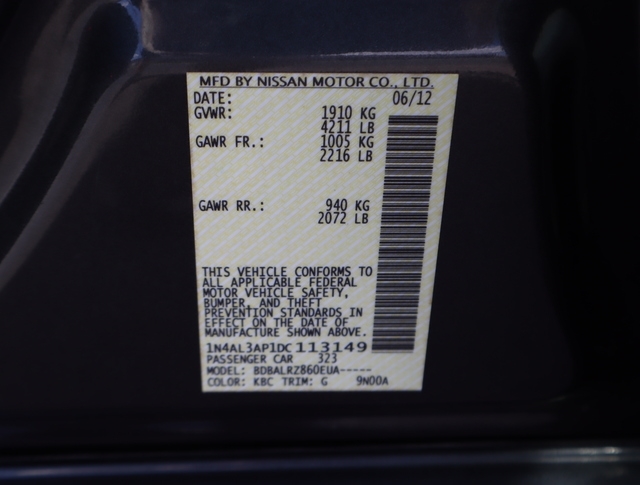 MFD BY NISSAN MOTOR CO., LTD.
DATE: 06/12
GVWR: 1910 KG
4211 LB
GAWR FR.: 1005 KG
2216 LB
GAWR RR.: 940 KG
2072 LB
THIS VEHICLE CONFORMS TO
ALL APPLICABLE FEDERAL
MOTOR VEHICLE SAFETY,
BUMPER, AND THEFT
PREVENTION STANDARDS IN
EFFECT ON THE DATE OF
MANUFACTURE SHOWN ABOVE.
1N4AL3AP1DC113149
PASSENGER CAR 323
MODEL: BDBALRZ860EUA-----
COLOR: KBC TRIM: G 9N00A